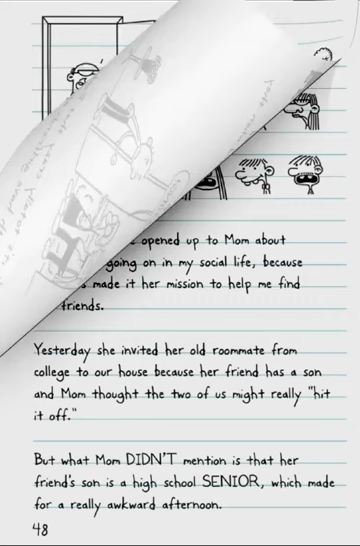 opened up to Mom about
going on in my social life, because
made it her mission to help me find
friends.
Yesterday she invited her old roommate from
college to our house because her friend has a son
and Mom thought the two of us might really "hit
it off."
But what Mom DIDN'T mention is that her
friend's son is a high school SENIOR, which made
for a really awkward afternoon.
48